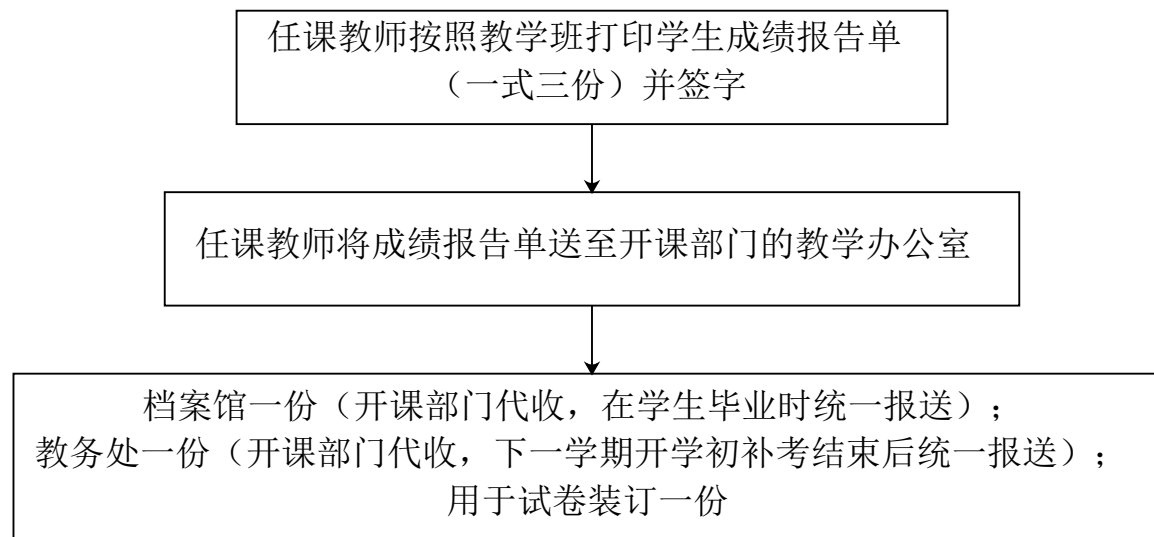 任课教师按照教学班打印学生成绩报告单
（一式三份）并签字
任课教师将成绩报告单送至开课部门的教学办公室
档案馆一份（开课部门代收，在学生毕业时统一报送）；
教务处一份（开课部门代收，下一学期开学初补考结束后统一报送）；
用于试卷装订一份